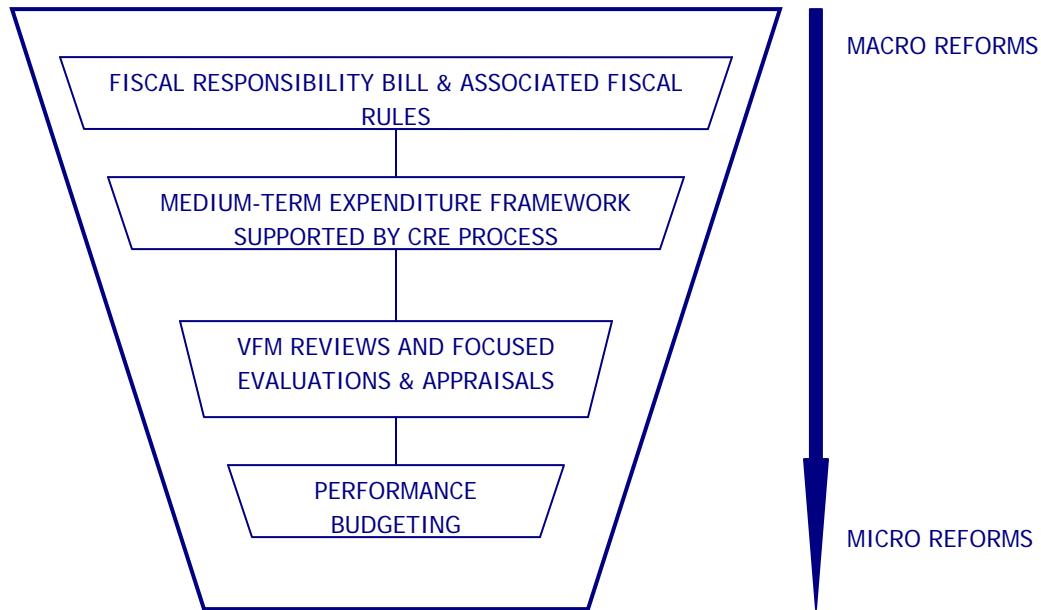 MACRO REFORMS
FISCAL RESPONSIBILITY BILL & ASSOCIATED FISCAL
RULES
MEDIUM-TERM EXPENDITURE FRAMEWORK
SUPPORTED BY CRE PROCESS
VFM REVIEWS AND FOCUSED
EVALUATIONS & APPRAISALS
PERFORMANCE
BUDGETING
MICRO REFORMS